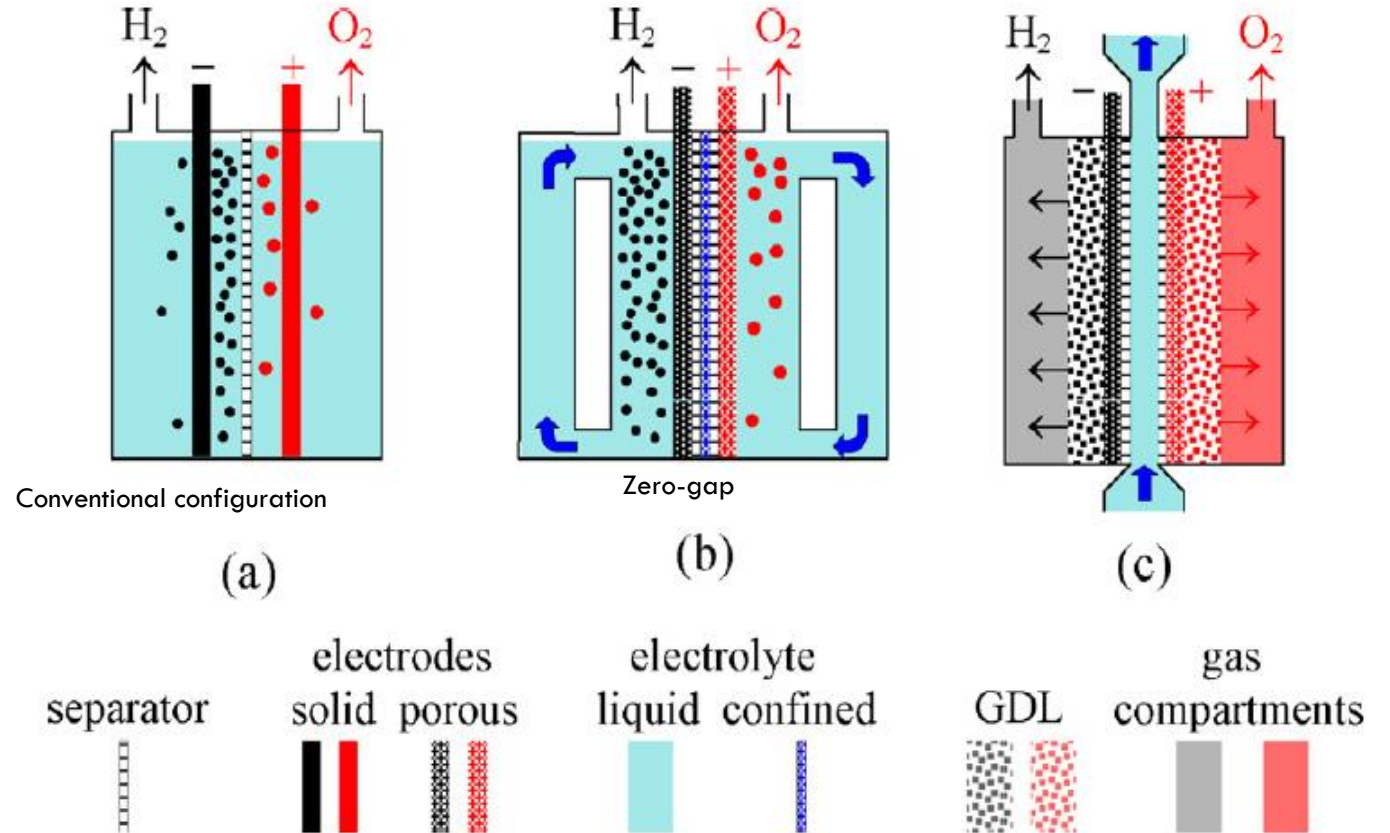 H₂ O₂
− +
H₂ O₂
− +
H₂ O₂
− +
Conventional configuration
Zero-gap
(a) (b) (c)
electrodes electrolyte gas
separator solid porous liquid confined GDL compartments